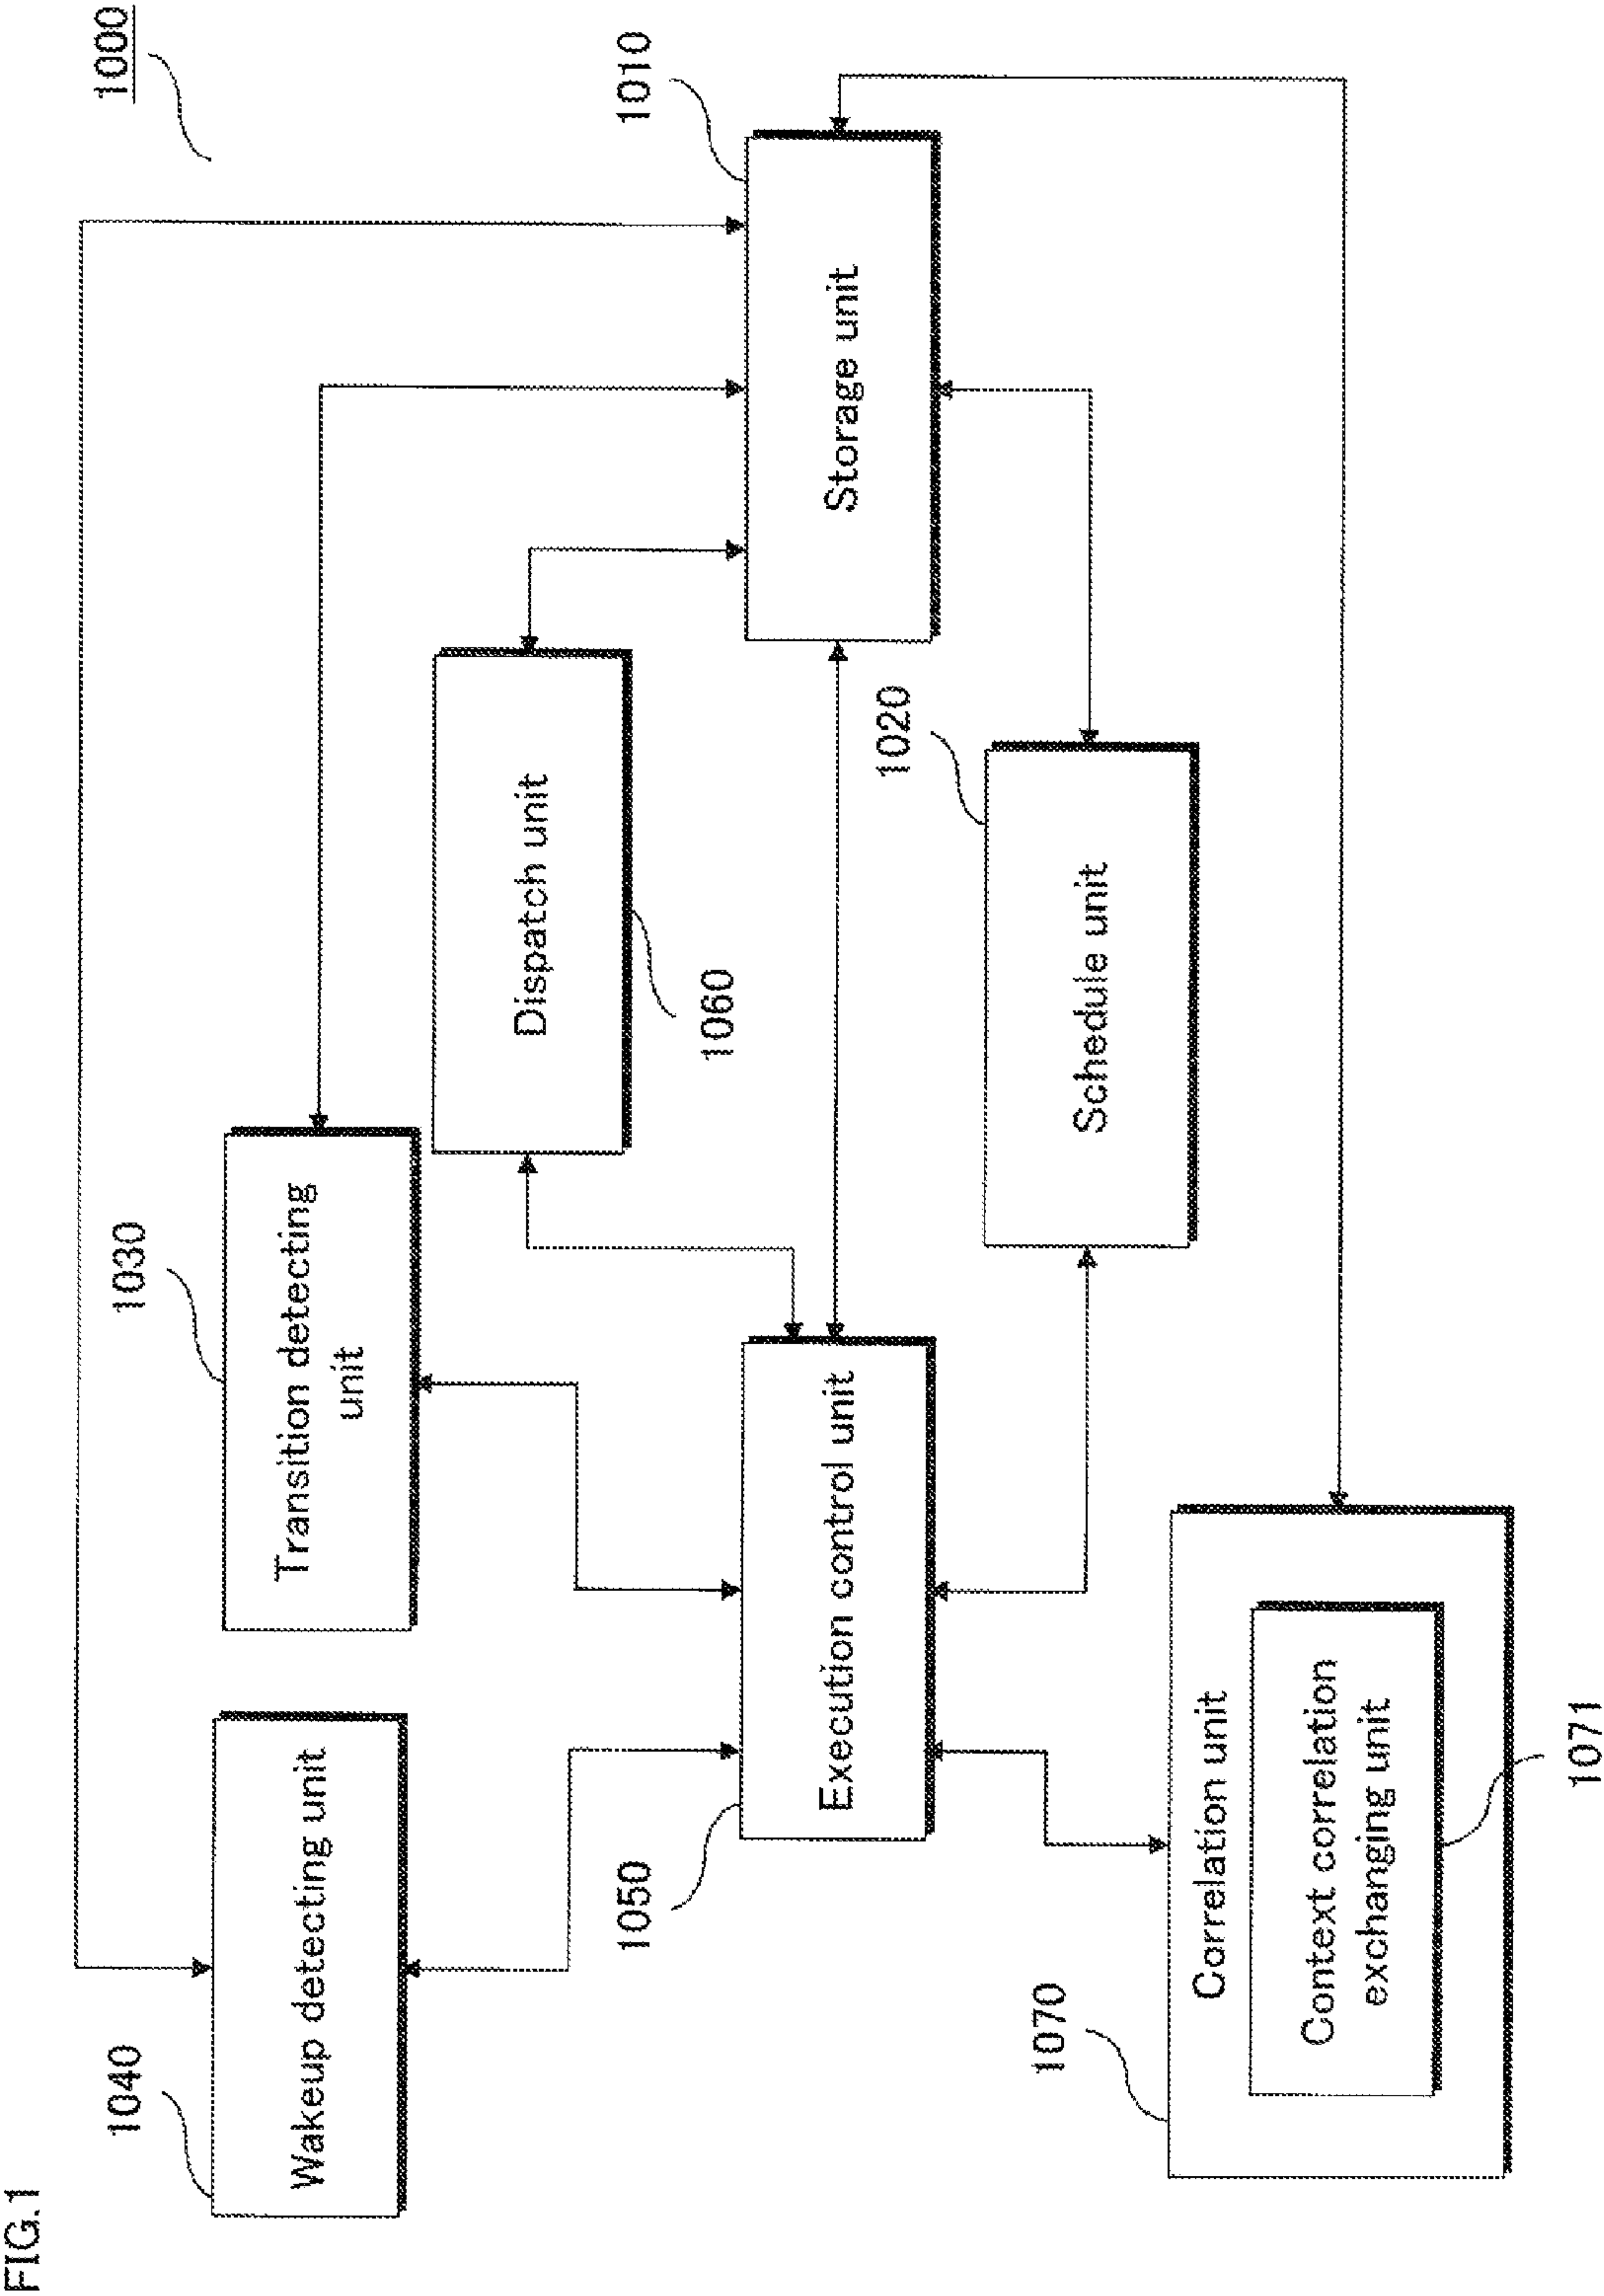 FIG.1
1000
1040
Wakeup detecting unit
1030
Transition detecting
unit
Dispatch unit
1060
1010
Storage unit
1050
Execution control unit
1020
Schedule unit
1070
Correlation unit
Context correlation
exchanging unit
1071